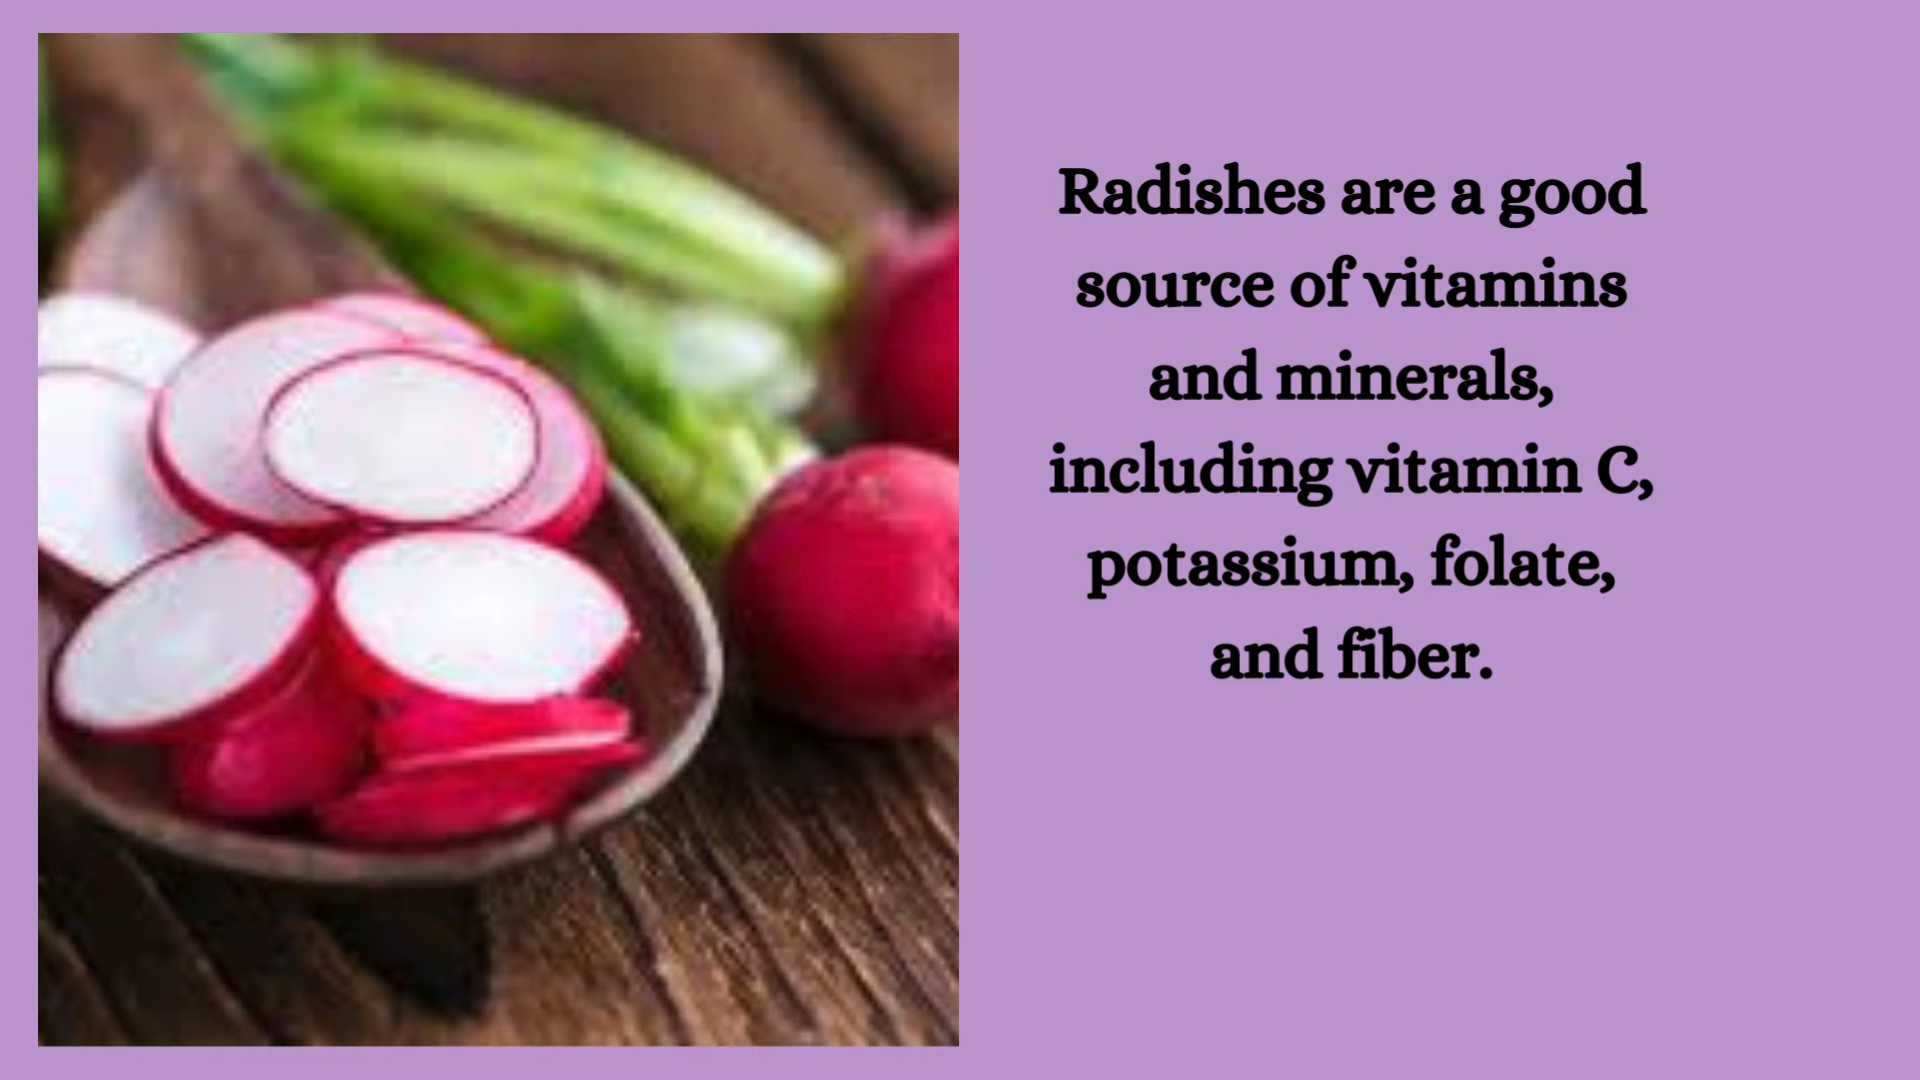 Radishes are a good
source of vitamins
and minerals,
including vitamin C,
potassium, folate,
and fiber.